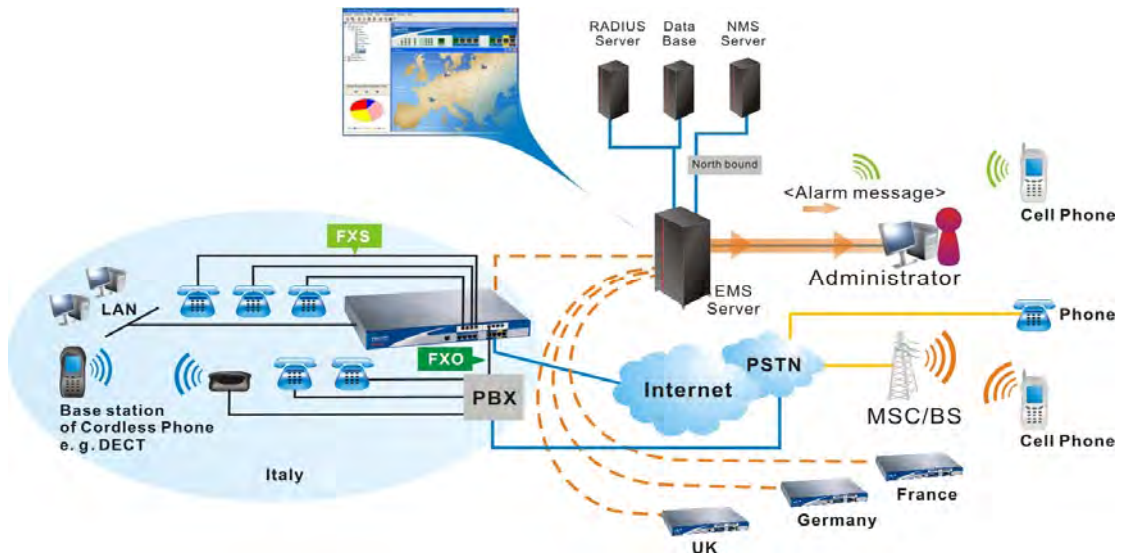 RADIUS
Server
Data
Base
NMS
Server
North bound
<Alarm message>
Cell Phone
Administrator
EMS
Server
FXS
LAN
FXO
PBX
Base station
of Cordless Phone
e. g. DECT
Italy
Internet
PSTN
Phone
MSC/BS
Cell Phone
France
Germany
UK